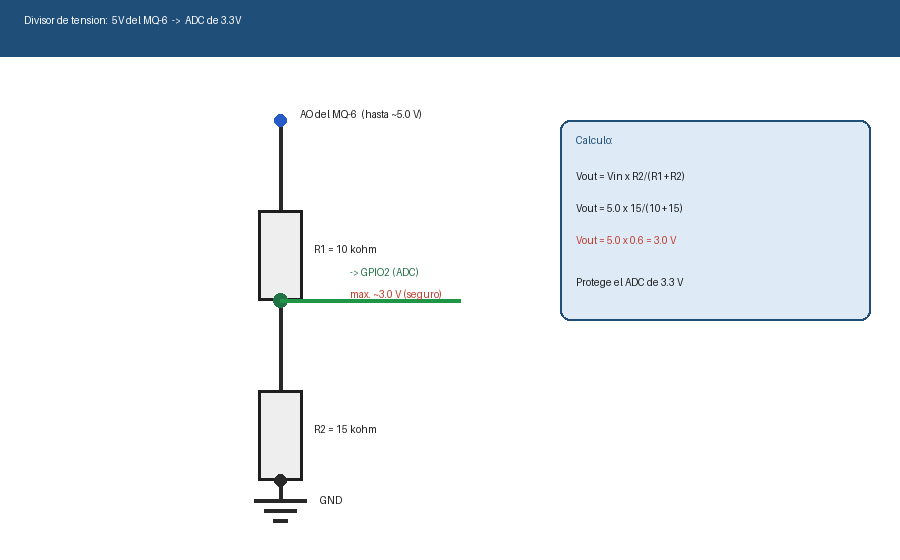 Divisor de tension: 5V del MQ-6 -> ADC de 3.3V
AO del MQ-6 (hasta ~5.0 V)
R1 = 10 kohm
-> GPIO2 (ADC)
max. ~3.0 V (seguro)
R2 = 15 kohm
GND
Calculo:
Vout = Vin x R2/(R1+R2)
Vout = 5.0 x 15/(10+15)
Vout = 5.0 x 0.6 = 3.0 V
Protege el ADC de 3.3 V